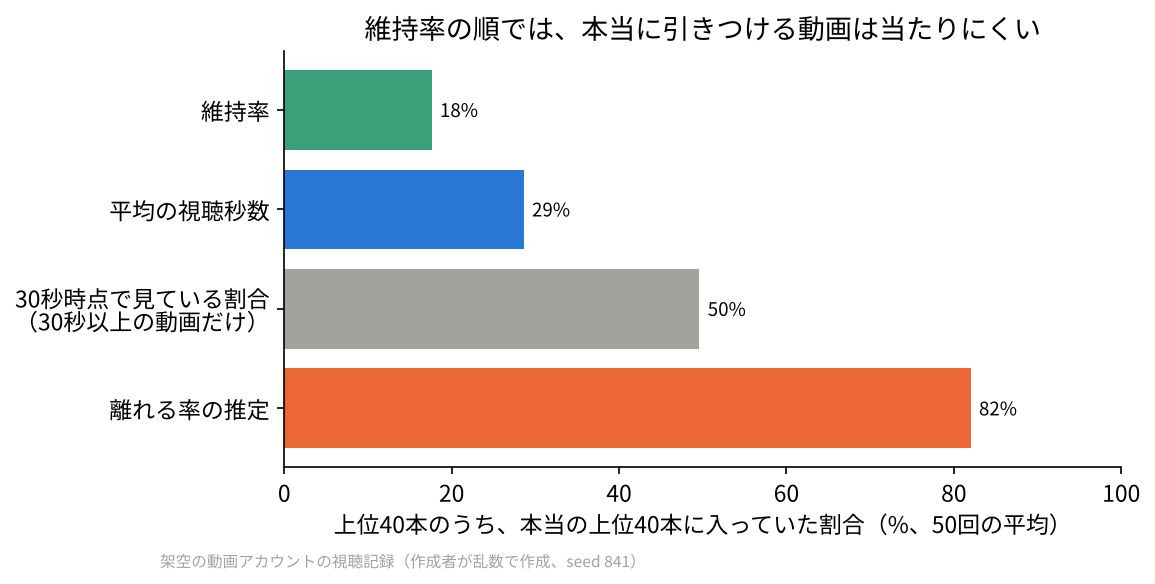 維持率の順では、本当に引きつける動画は当たりにくい
維持率
18%
平均の視聴秒数
29%
30秒時点で見ている割合
（30秒以上の動画だけ）
50%
離れる率の推定
82%
0 20 40 60 80 100
上位40本のうち、本当の上位40本に入っていた割合（%、50回の平均）
架空の動画アカウントの視聴記録（作成者が乱数で作成、seed 841）